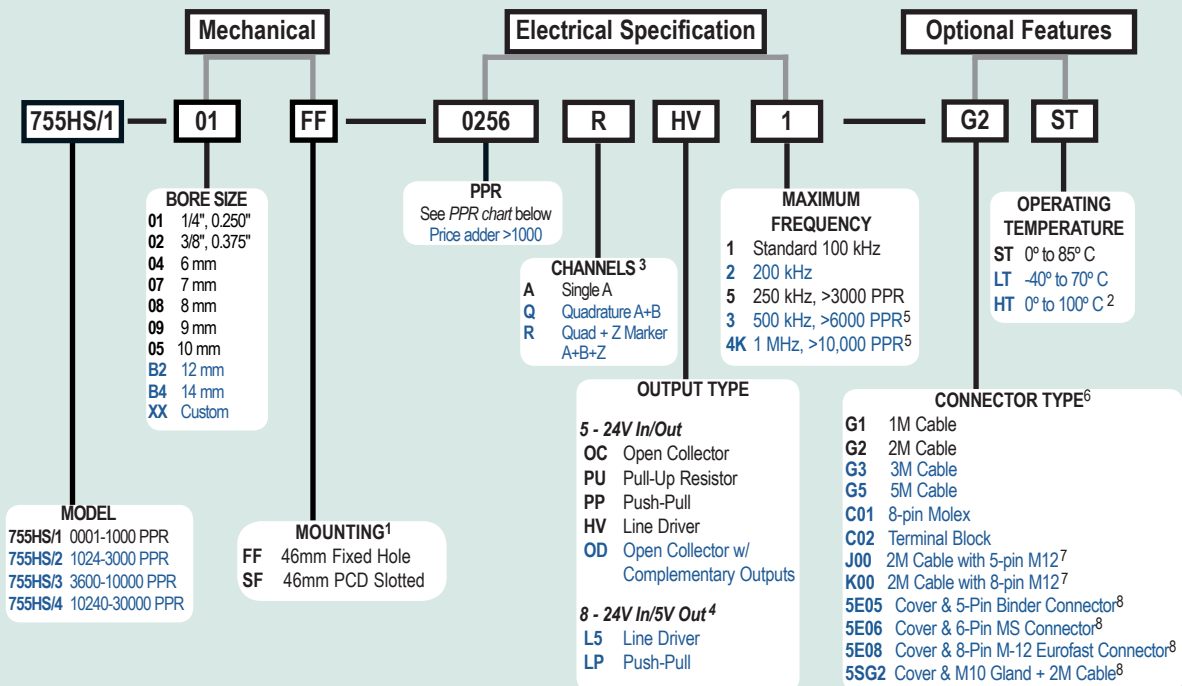 Mechanical
Electrical Specification
Optional Features
755HS/1
01
FF
0256
R
HV
1
G2
ST
BORE SIZE
01 1/4", 0.250"
02 3/8", 0.375"
04 6 mm
07 7 mm
08 8 mm
09 9 mm
05 10 mm
B2 12 mm
B4 14 mm
XX Custom
PPR
See PPR chart below
Price adder >1000
CHANNELS 3
A Single A
Q Quadrature A+B
R Quad + Z Marker
A+B+Z
MAXIMUM
FREQUENCY
1 Standard 100 kHz
2 200 kHz
5 250 kHz, >3000 PPR
3 500 kHz, >6000 PPR5
4K 1 MHz, >10,000 PPR5
OPERATING
TEMPERATURE
ST 0º to 85º C
LT -40º to 70º C
HT 0º to 100º C 2
MODEL
755HS/1 0001-1000 PPR
755HS/2 1024-3000 PPR
755HS/3 3600-10000 PPR
755HS/4 10240-30000 PPR
MOUNTING1
FF 46mm Fixed Hole
SF 46mm PCD Slotted
OUTPUT TYPE
5 - 24V In/Out
OC Open Collector
PU Pull-Up Resistor
PP Push-Pull
HV Line Driver
OD Open Collector w/
Complementary Outputs
8 - 24V In/5V Out 4
L5 Line Driver
LP Push-Pull
CONNECTOR TYPE6
G1 1M Cable
G2 2M Cable
G3 3M Cable
G5 5M Cable
C01 8-pin Molex
C02 Terminal Block
J00 2M Cable with 5-pin M12 7
K00 2M Cable with 8-pin M12 7
5E05 Cover & 5-Pin Binder Connector8
5E06 Cover & 6-Pin MS Connector8
5E08 Cover & 8-Pin M-12 Eurofast Connector8
5SG2 Cover & M10 Gland + 2M Cable8